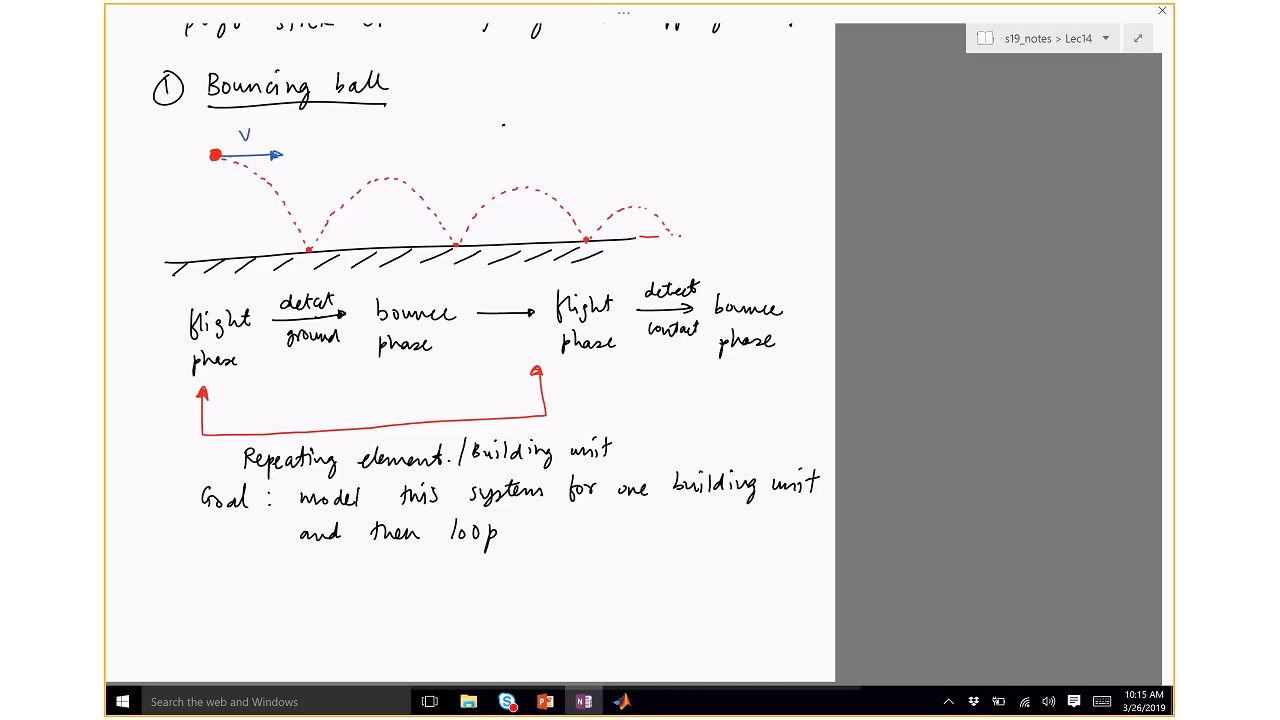 s19_notes > Lec14
pogo stick
① Bouncing ball
V
flight phase
detect ground
bounce phase
flight phase
detect contact
bounce phase
Repeating element. / Building unit
Goal : model this system for one building unit
and then loop
Search the web and Windows
10:15 AM
3/26/2019